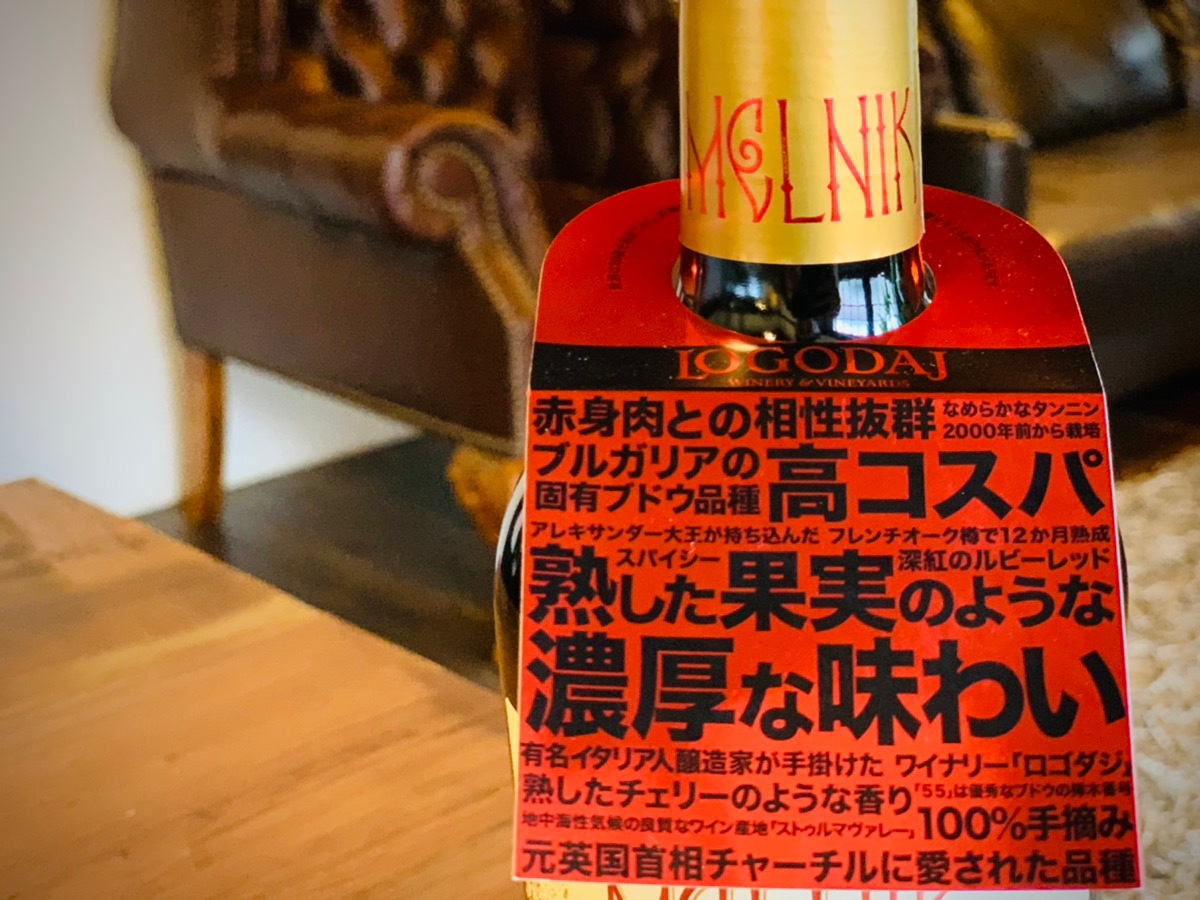 MELNIK
LOGODAJ
WINERY & VINEYARDS
赤身肉との相性抜群
なめらかなタンニン
2000年前から栽培
ブルガリアの
固有ブドウ品種
高コスパ
アレキサンダー大王が持ち込んだ フレンチオーク樽で12か月熟成
スパイシー
深紅のルビーレッド
熟した果実のような
濃厚な味わい
有名イタリア人醸造家が手掛けた ワイナリー「ロゴダジ」
熟したチェリーのような香り
「55」は優秀なブドウの穂木番号
地中海性気候の良質なワイン産地「ストゥルマヴァレー」
100%手摘み
元英国首相チャーチルに愛された品種